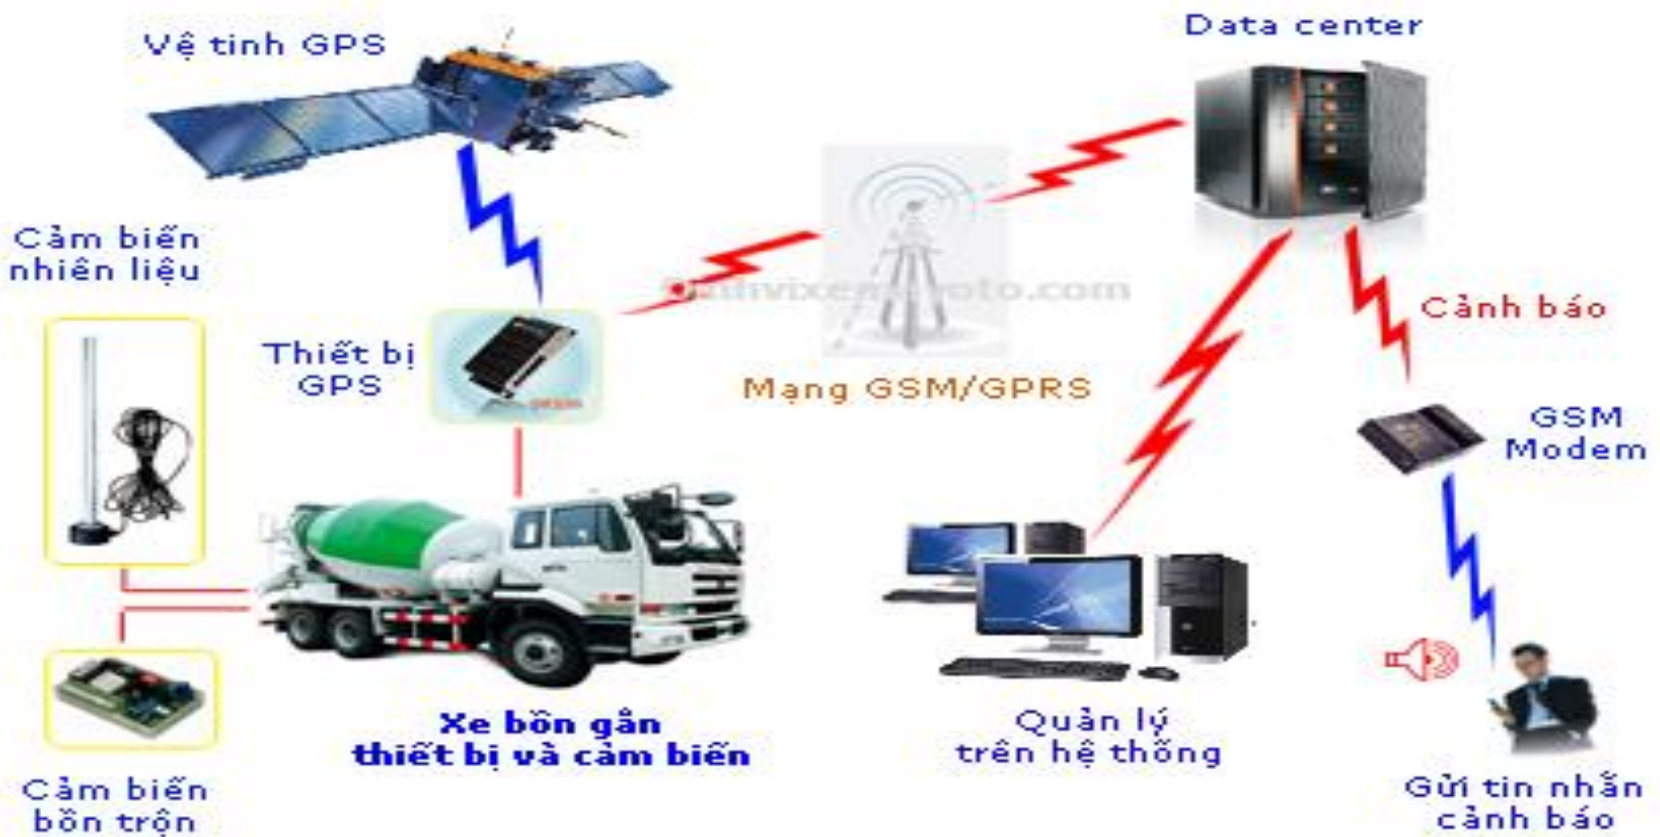 Vệ tinh GPS
Data center
Cảm biến
nhiên liệu
Thiết bị
GPS
Mạng GSM/GPRS
Cảnh báo
GSM
Modem
Xe bồn gắn
thiết bị và cảm biến
Quản lý
trên hệ thống
Cảm biến
bồn trộn
Gửi tin nhắn
cảnh báo